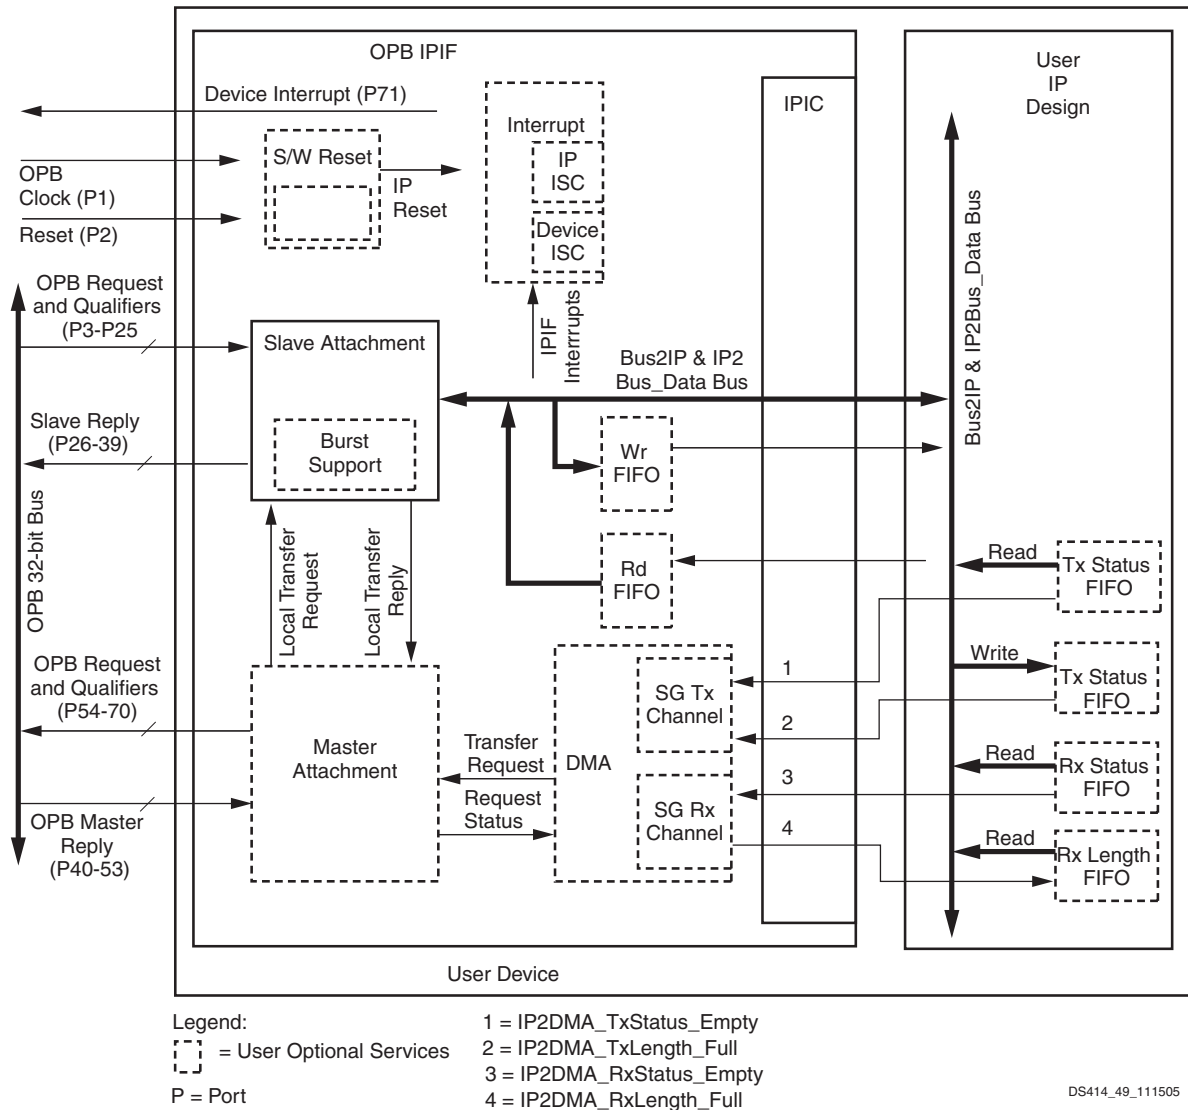 OPB IPIF
User
IP
Design
IPIC
Device Interrupt (P71)
Interrupt
IP
ISC
Device
ISC
S/W Reset
IP
Reset
OPB
Clock (P1)
Reset (P2)
OPB Request
and Qualifiers
(P3-P25
Slave Attachment
Burst
Support
IPIF
Interrrupts
Bus2IP & IP2
Bus_Data Bus
Bus2IP & IP2Bus_Data Bus
Slave Reply
(P26-39)
Wr
FIFO
Rd
FIFO
OPB 32-bit Bus
Local Transfer
Request
Local Transfer
Reply
Read
Tx Status
FIFO
Write
Tx Status
FIFO
Read
Rx Status
FIFO
Read
Rx Length
FIFO
OPB Request
and Qualifiers
(P54-70)
Master
Attachment
Transfer
Request
Request
Status
DMA
SG Tx
Channel
SG Rx
Channel
1
2
3
4
OPB Master
Reply
(P40-53)
User Device
Legend:
= User Optional Services
P = Port
1 = IP2DMA_TxStatus_Empty
2 = IP2DMA_TxLength_Full
3 = IP2DMA_RxStatus_Empty
4 = IP2DMA_RxLength_Full
DS414_49_111505